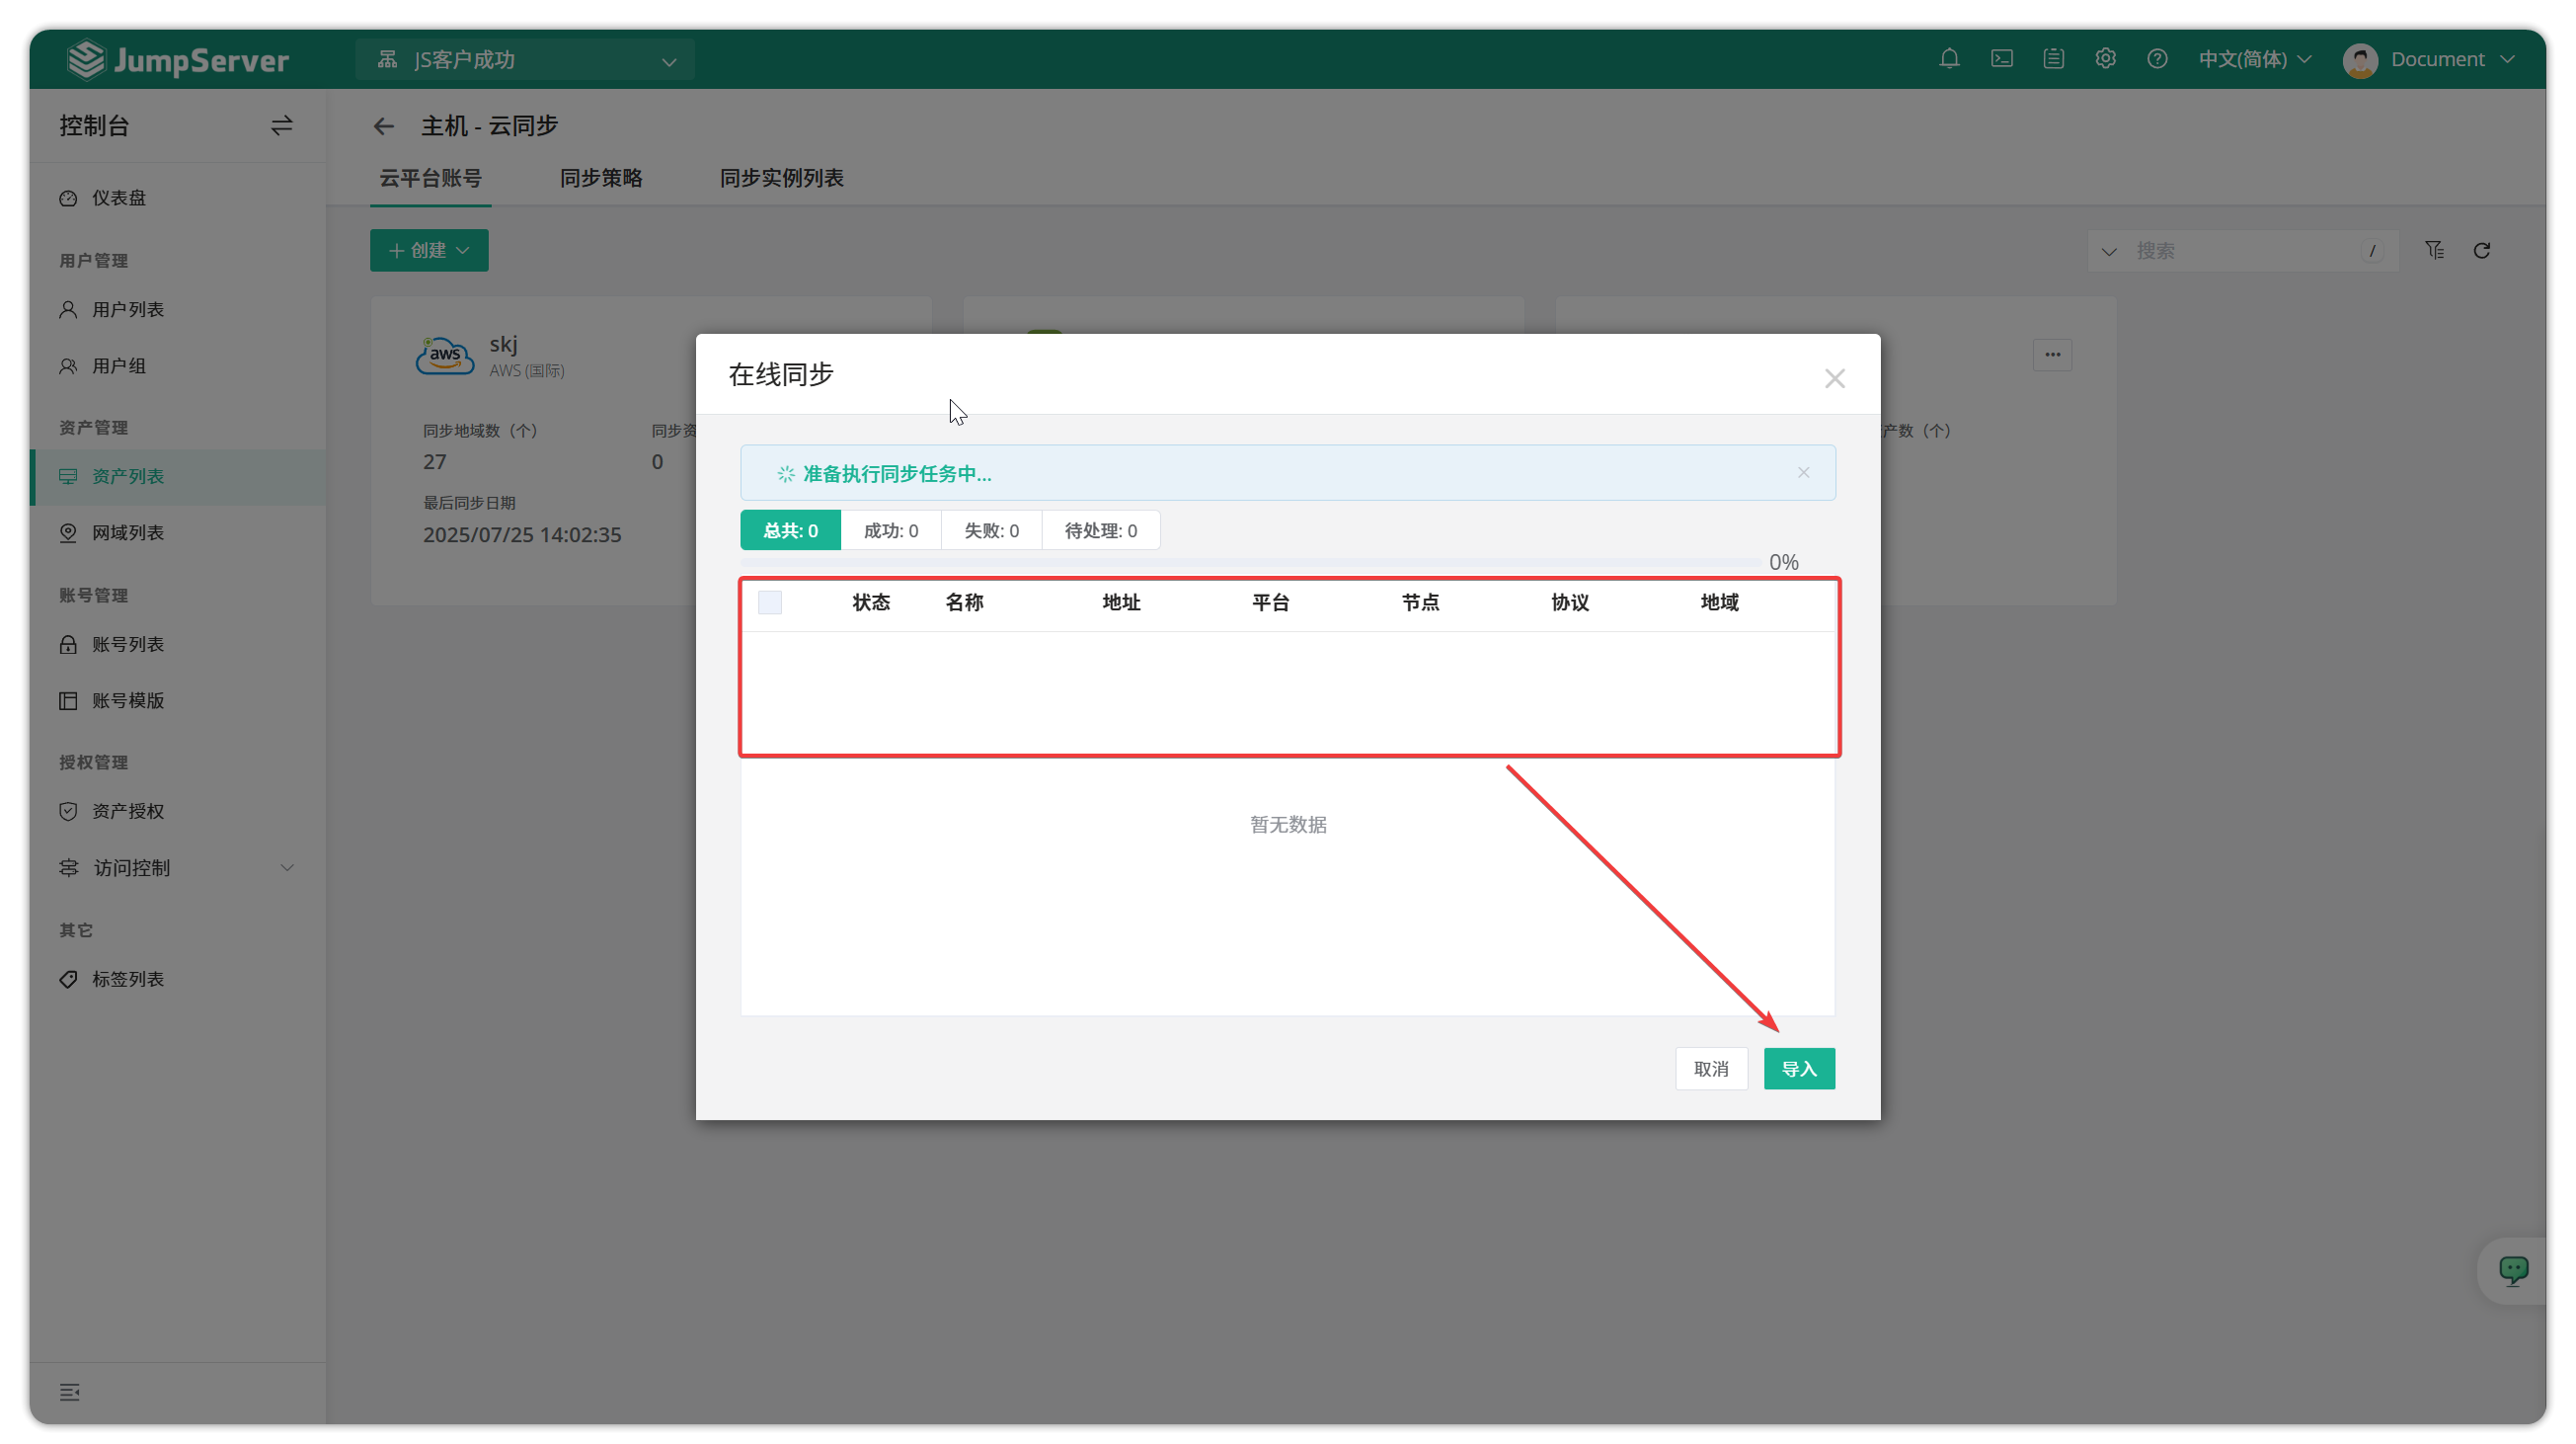 JumpServer
JS客户成功
中文(简体)
Document
控制台
主机 - 云同步
云平台账号
同步策略
同步实例列表
仪表盘
用户管理
用户列表
用户组
资产管理
资产列表
网域列表
账号管理
账号列表
账号模版
授权管理
资产授权
访问控制
其它
标签列表
创建
搜索
/
aws
skj
AWS (国际)
同步地域数（个）
同步资
27
0
最后同步日期
2025/07/25 14:02:35
产数（个）
在线同步
准备执行同步任务中...
总共: 0
成功: 0
失败: 0
待处理: 0
0%
状态
名称
地址
平台
节点
协议
地域
暂无数据
取消
导入